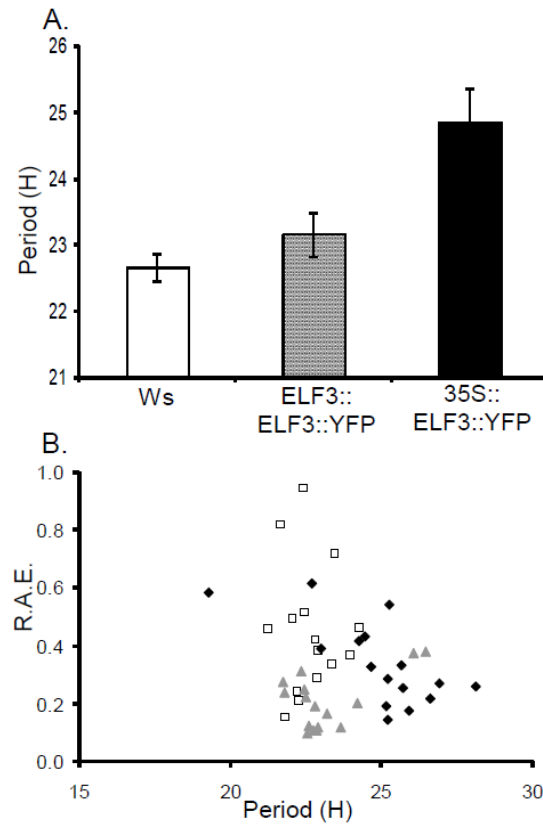 A.
26
25
24
23
22
21
Period (H)
Ws
ELF3::
ELF3::YFP
35S::
ELF3::YFP
B.
1.0
0.8
0.6
0.4
0.2
0.0
R.A.E.
15 20 25 30
Period (H)